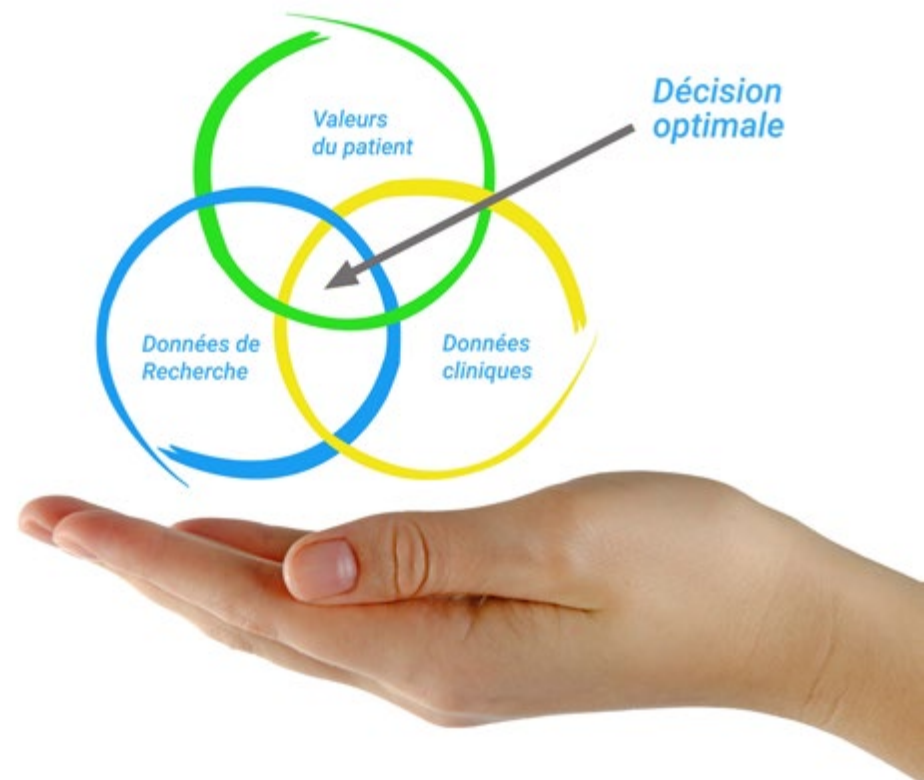 Valeurs
du patient
Décision
optimale
Données de
Recherche
Données
cliniques